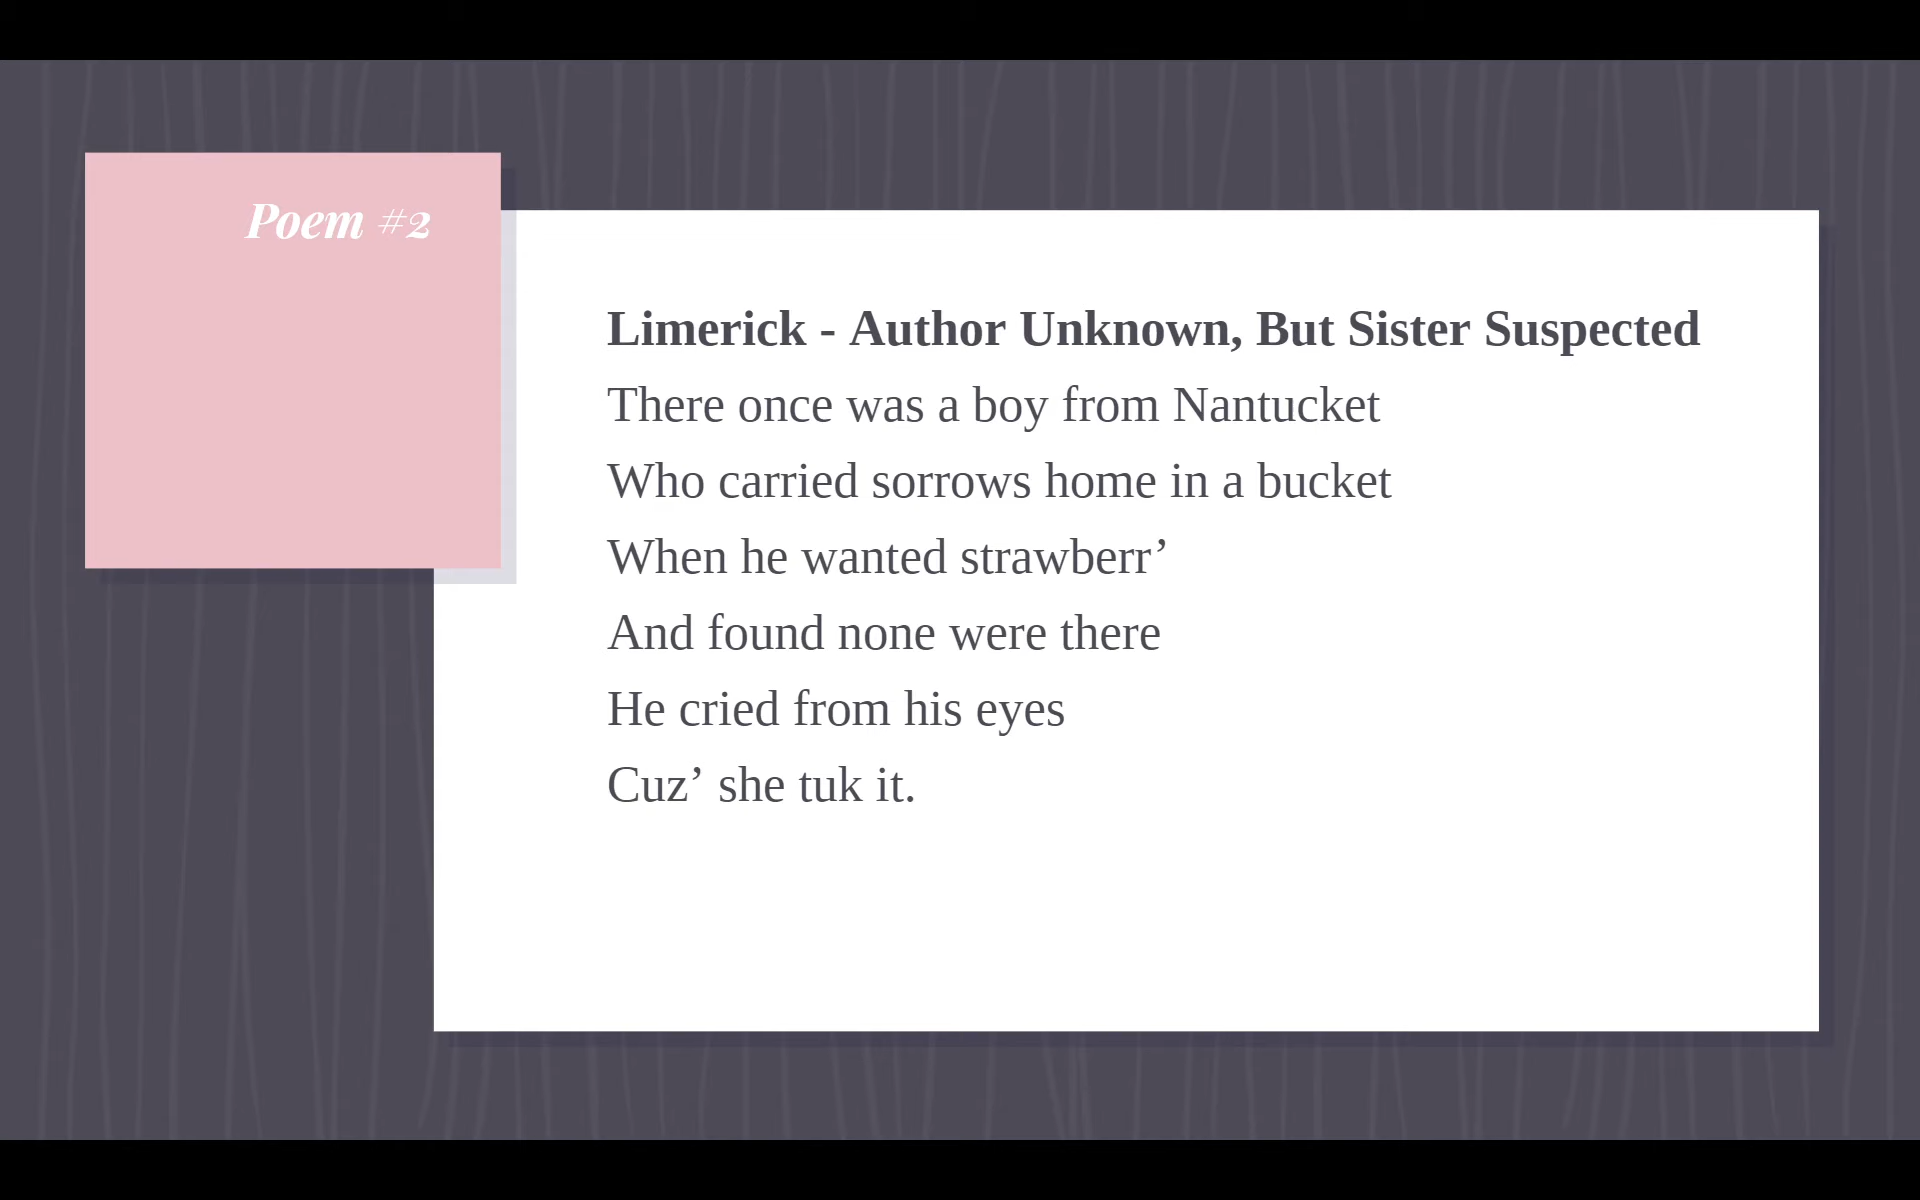 Poem #2
Limerick - Author Unknown, But Sister Suspected
There once was a boy from Nantucket
Who carried sorrows home in a bucket
When he wanted strawberr’
And found none were there
He cried from his eyes
Cuz’ she tuk it.